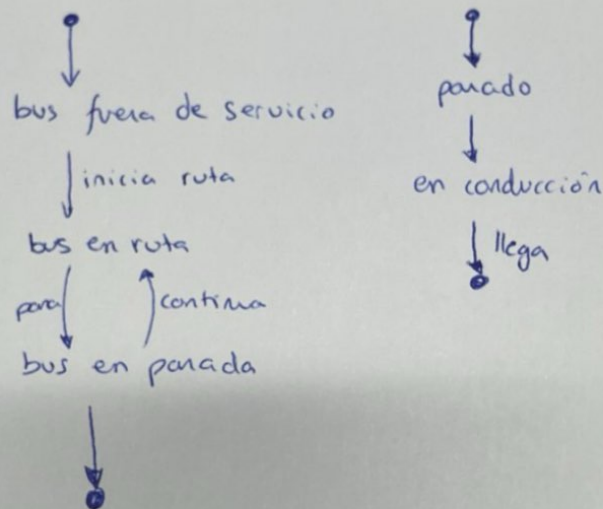 bus fuera de servicio
inicia ruta
bus en ruta
para
continua
bus en parada
parado
en conducción
llega